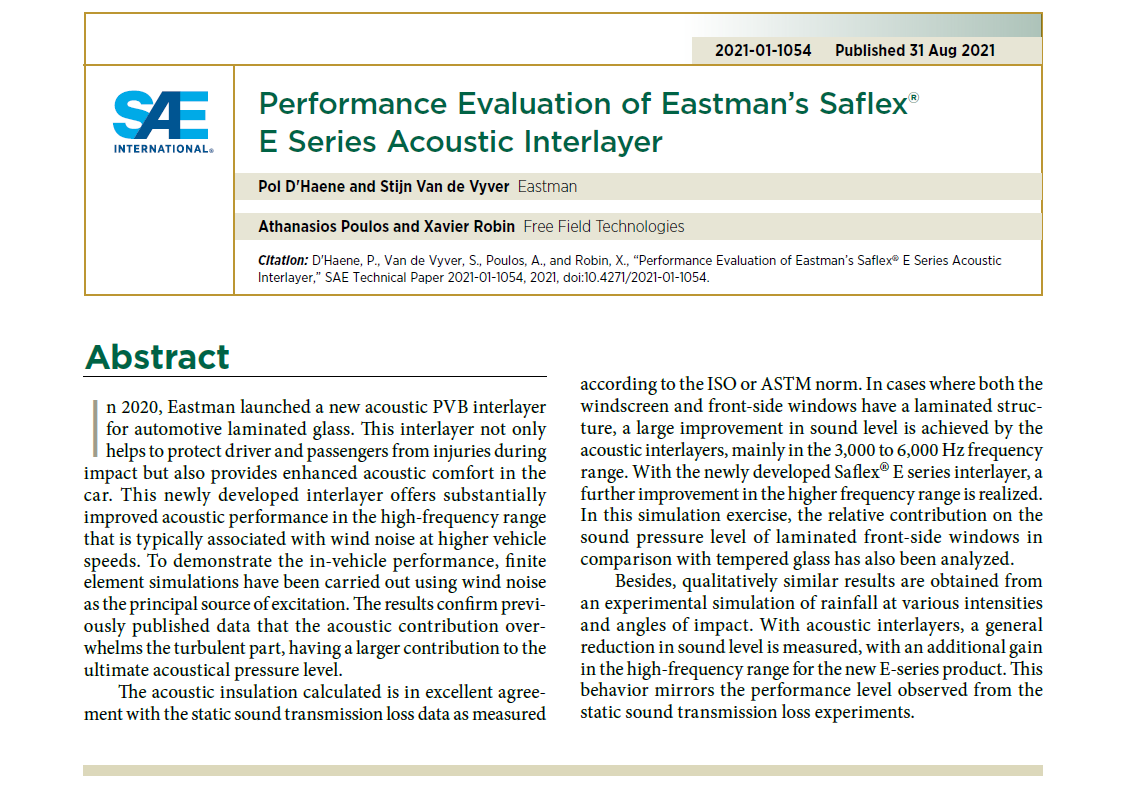 2021-01-1054 Published 31 Aug 2021
SAE
INTERNATIONAL®
Performance Evaluation of Eastman's Saflex®
E Series Acoustic Interlayer
Pol D'Haene and Stijn Van de Vyver Eastman
Athanasios Poulos and Xavier Robin Free Field Technologies
Citation: D'Haene, P., Van de Vyver, S., Poulos, A., and Robin, X., “Performance Evaluation of Eastman's Saflex® E Series Acoustic
Interlayer,” SAE Technical Paper 2021-01-1054, 2021, doi:10.4271/2021-01-1054.
Abstract
In 2020, Eastman launched a new acoustic PVB interlayer
for automotive laminated glass. This interlayer not only
helps to protect driver and passengers from injuries during
impact but also provides enhanced acoustic comfort in the
car. This newly developed interlayer offers substantially
improved acoustic performance in the high-frequency range
that is typically associated with wind noise at higher vehicle
speeds. To demonstrate the in-vehicle performance, finite
element simulations have been carried out using wind noise
as the principal source of excitation. The results confirm previ-
ously published data that the acoustic contribution over-
whelms the turbulent part, having a larger contribution to the
ultimate acoustical pressure level.
The acoustic insulation calculated is in excellent agree-
ment with the static sound transmission loss data as measured
according to the ISO or ASTM norm. In cases where both the
windscreen and front-side windows have a laminated struc-
ture, a large improvement in sound level is achieved by the
acoustic interlayers, mainly in the 3,000 to 6,000 Hz frequency
range. With the newly developed Saflex® E series interlayer, a
further improvement in the higher frequency range is realized.
In this simulation exercise, the relative contribution on the
sound pressure level of laminated front-side windows in
comparison with tempered glass has also been analyzed.
Besides, qualitatively similar results are obtained from
an experimental simulation of rainfall at various intensities
and angles of impact. With acoustic interlayers, a general
reduction in sound level is measured, with an additional gain
in the high-frequency range for the new E-series product. This
behavior mirrors the performance level observed from the
static sound transmission loss experiments.